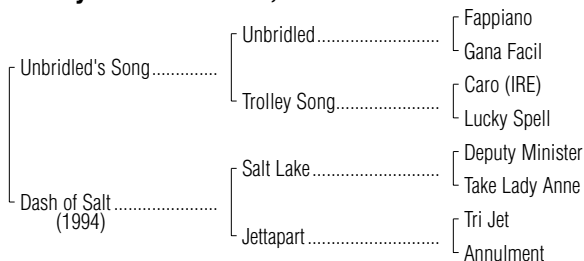 Unbridled's Song..............
Unbridled............................
Fappiano
Gana Facil
Trolley Song........................
Caro (IRE)
Lucky Spell
Dash of Salt .....................
(1994)
Salt Lake .............................
Deputy Minister
Take Lady Anne
Jettapart ..............................
Tri Jet
Annulment